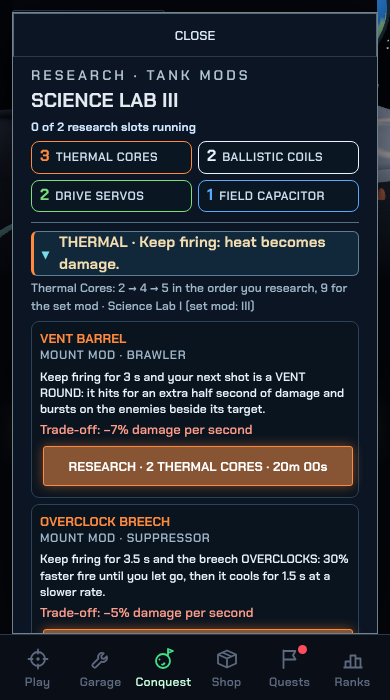 CLOSE
RESEARCH · TANK MODS
SCIENCE LAB III
0 of 2 research slots running
3 THERMAL CORES
2 BALLISTIC COILS
2 DRIVE SERVOS
1 FIELD CAPACITOR
▼ THERMAL · Keep firing: heat becomes
damage.
Thermal Cores: 2 → 4 → 5 in the order you research, 9 for
the set mod · Science Lab I (set mod: III)
VENT BARREL
MOUNT MOD · BRAWLER
Keep firing for 3 s and your next shot is a VENT
ROUND: it hits for an extra half second of damage and
bursts on the enemies beside its target.
Trade-off: −7% damage per second
RESEARCH · 2 THERMAL CORES · 20m 00s
OVERCLOCK BREECH
MOUNT MOD · SUPPRESSOR
Keep firing for 3.5 s and the breech OVERCLOCKS: 30%
faster fire until you let go, then it cools for 1.5 s at a
slower rate.
Trade-off: −5% damage per second
Play
Garage
Conquest
Shop
Quests
Ranks